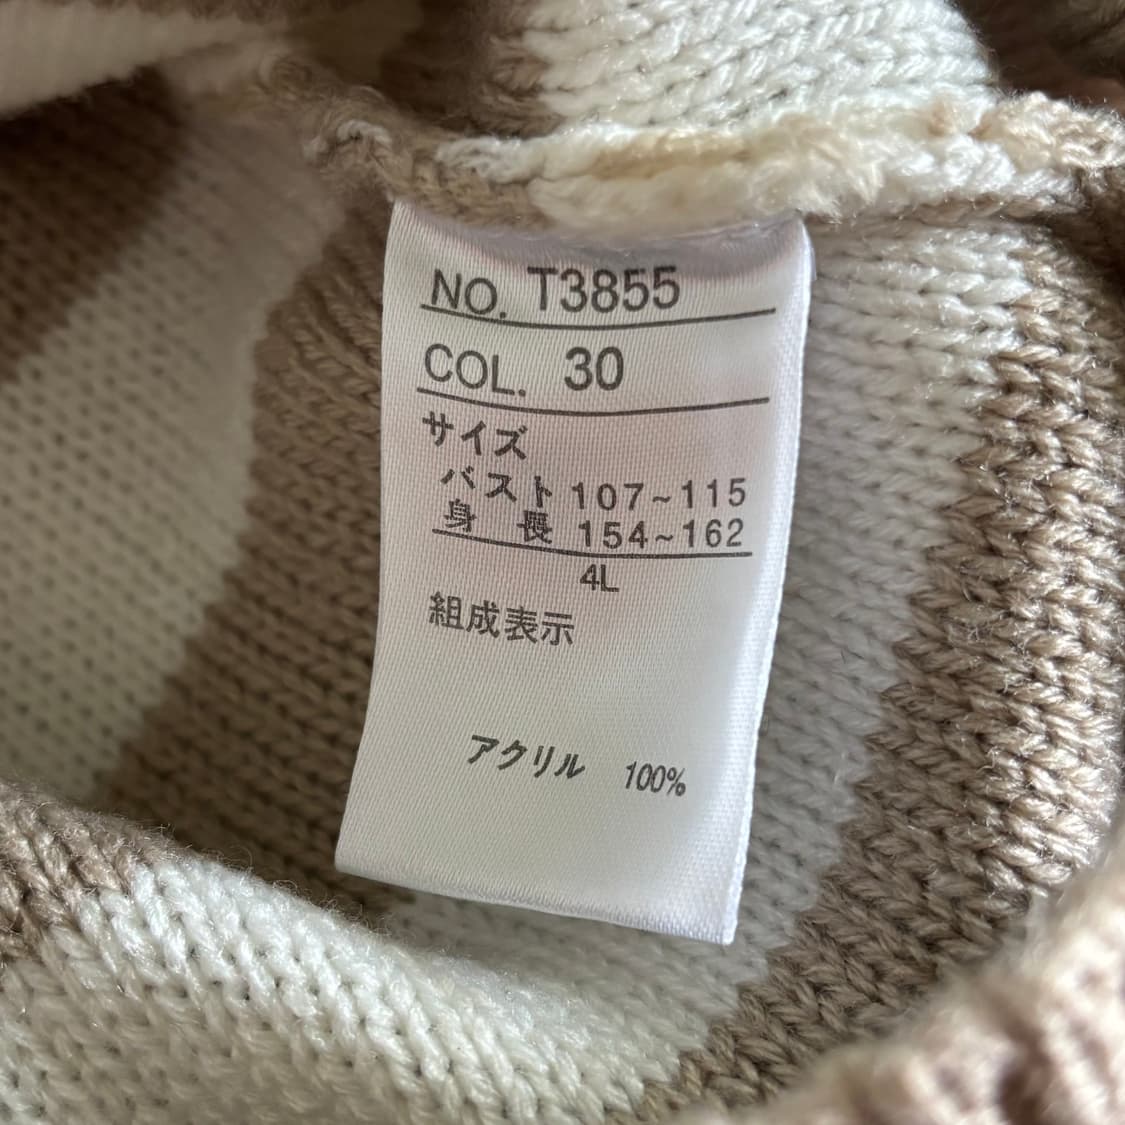 NO. T3855
COL. 30
サイズ
バスト 107~115
身長 154~162
4L
組成表示
アクリル 100%